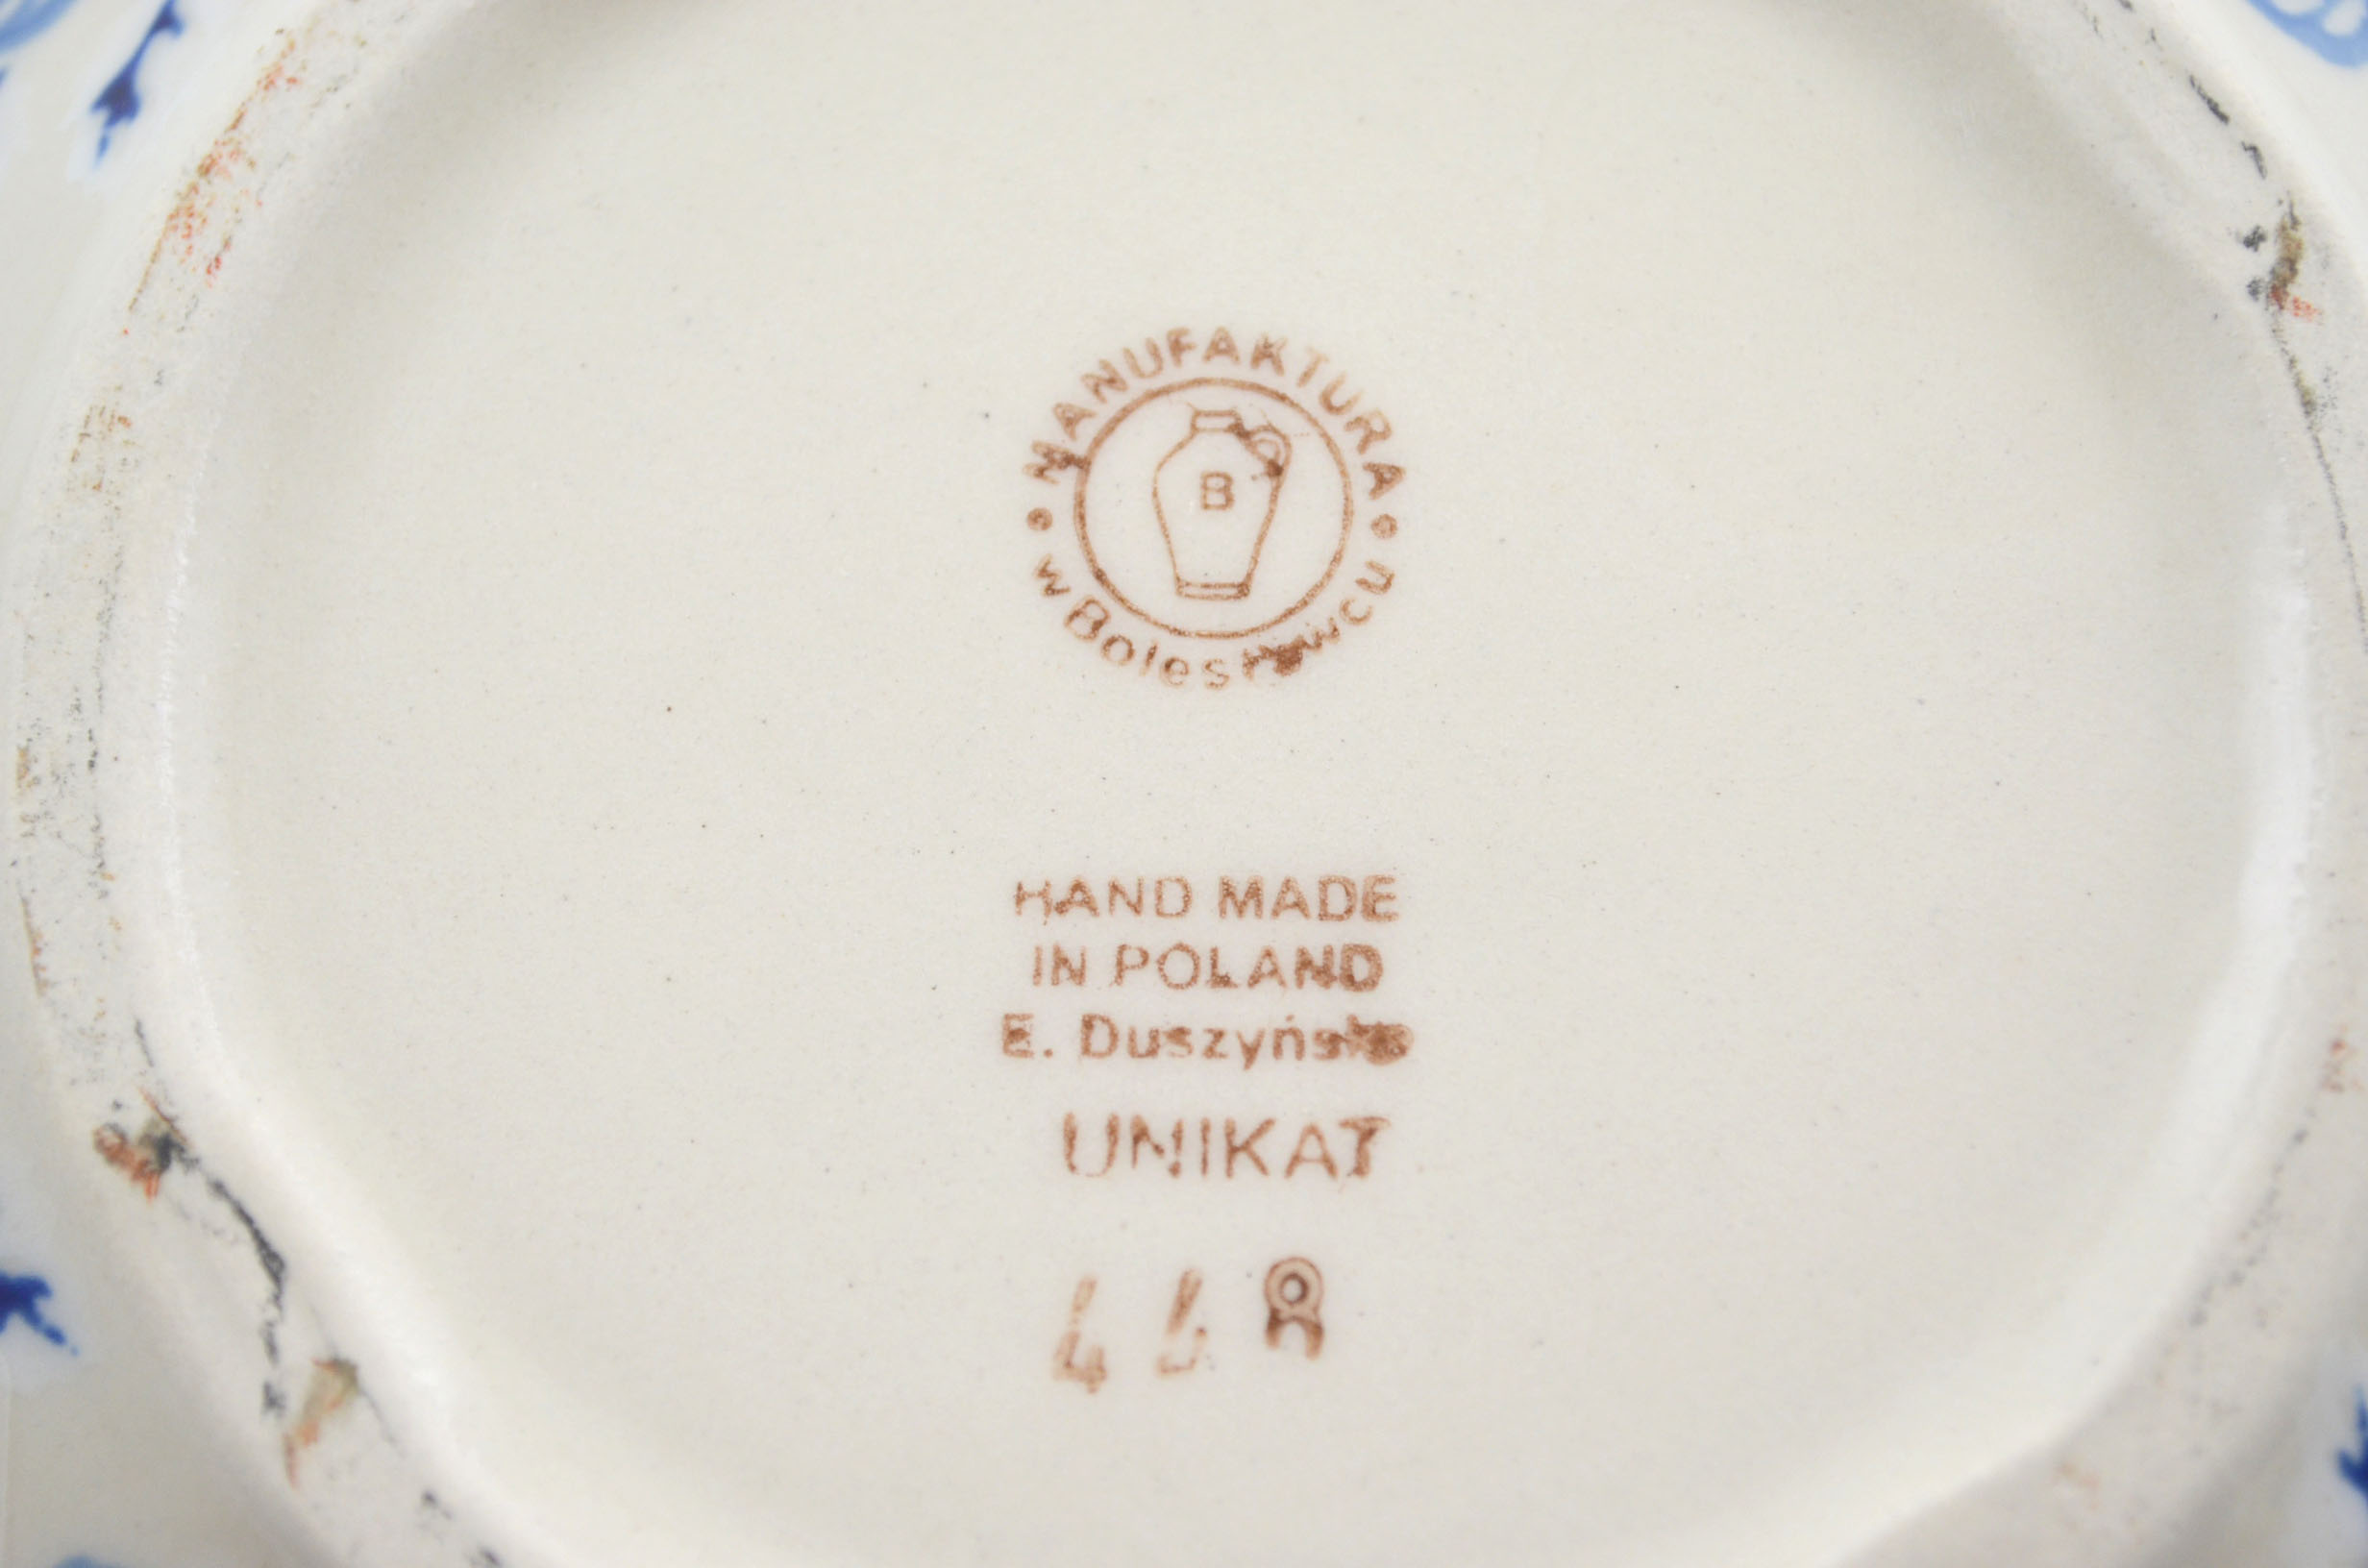 MANUFAKTURA
B
w Bolesławcu
HAND MADE
IN POLAND
E. Duszyńska
UNIKAT
448